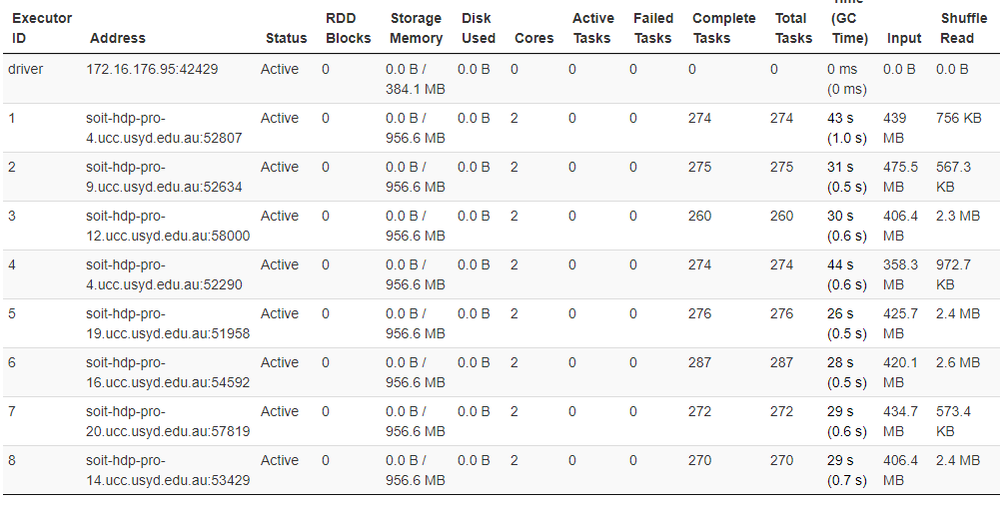 Time
Executor RDD Storage Disk Active Failed Complete Total (GC Shuffle
ID Address Status Blocks Memory Used Cores Tasks Tasks Tasks Tasks Time) Input Read
driver 172.16.176.95:42429 Active 0 0.0 B / 0.0 B 0 0 0 0 0 0 ms 0.0 B 0.0 B
384.1 MB (0 ms)
1 soit-hdp-pro- Active 0 0.0 B / 0.0 B 2 0 0 274 274 43 s 439 756 KB
4.ucc.usyd.edu.au:52807 956.6 MB (1.0 s) MB
2 soit-hdp-pro- Active 0 0.0 B / 0.0 B 2 0 0 275 275 31 s 475.5 567.3
9.ucc.usyd.edu.au:52634 956.6 MB (0.5 s) MB KB
3 soit-hdp-pro- Active 0 0.0 B / 0.0 B 2 0 0 260 260 30 s 406.4 2.3 MB
12.ucc.usyd.edu.au:58000 956.6 MB (0.6 s) MB
4 soit-hdp-pro- Active 0 0.0 B / 0.0 B 2 0 0 274 274 44 s 358.3 972.7
4.ucc.usyd.edu.au:52290 956.6 MB (0.6 s) MB KB
5 soit-hdp-pro- Active 0 0.0 B / 0.0 B 2 0 0 276 276 26 s 425.7 2.4 MB
19.ucc.usyd.edu.au:51958 956.6 MB (0.5 s) MB
6 soit-hdp-pro- Active 0 0.0 B / 0.0 B 2 0 0 287 287 28 s 420.1 2.6 MB
16.ucc.usyd.edu.au:54592 956.6 MB (0.5 s) MB
7 soit-hdp-pro- Active 0 0.0 B / 0.0 B 2 0 0 272 272 29 s 434.7 573.4
20.ucc.usyd.edu.au:57819 956.6 MB (0.6 s) MB KB
8 soit-hdp-pro- Active 0 0.0 B / 0.0 B 2 0 0 270 270 29 s 406.4 2.4 MB
14.ucc.usyd.edu.au:53429 956.6 MB (0.7 s) MB